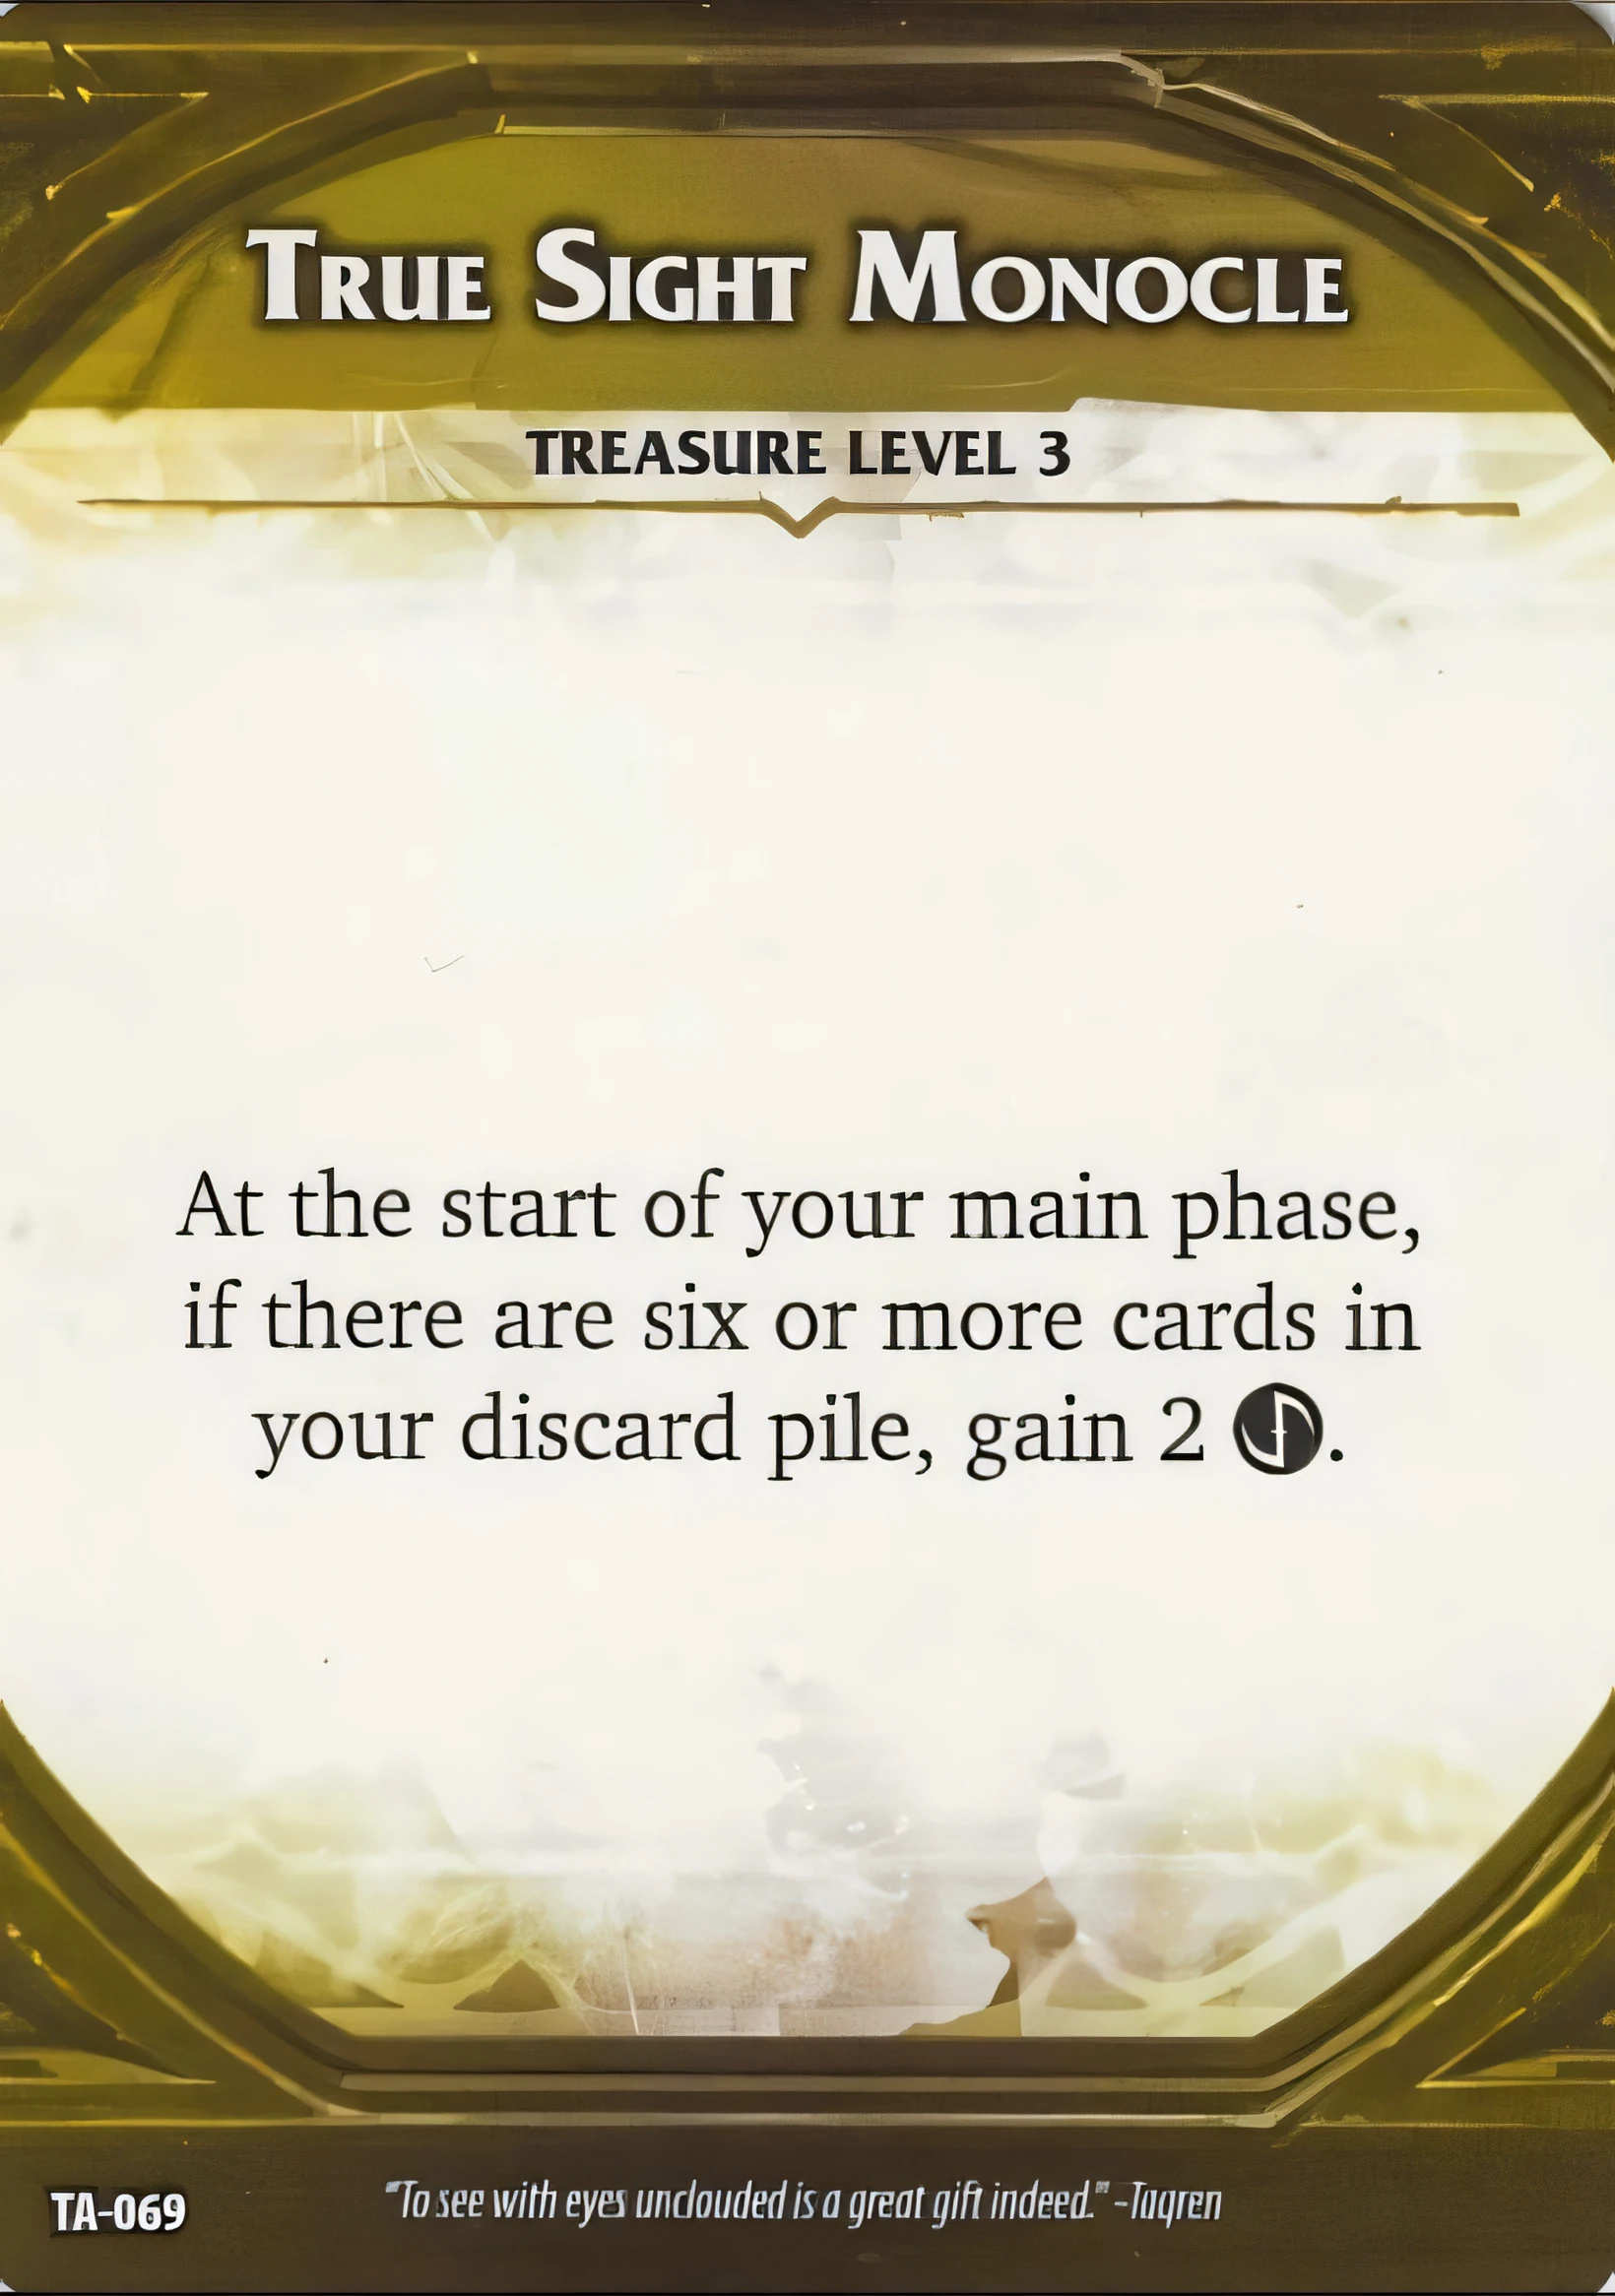 TRUE SIGHT MONOCLE
TREASURE LEVEL 3
At the start of your main phase,
if there are six or more cards in
your discard pile, gain 2 .
TA-069
"To see with eyes unclouded is a great gift indeed." -Taqren